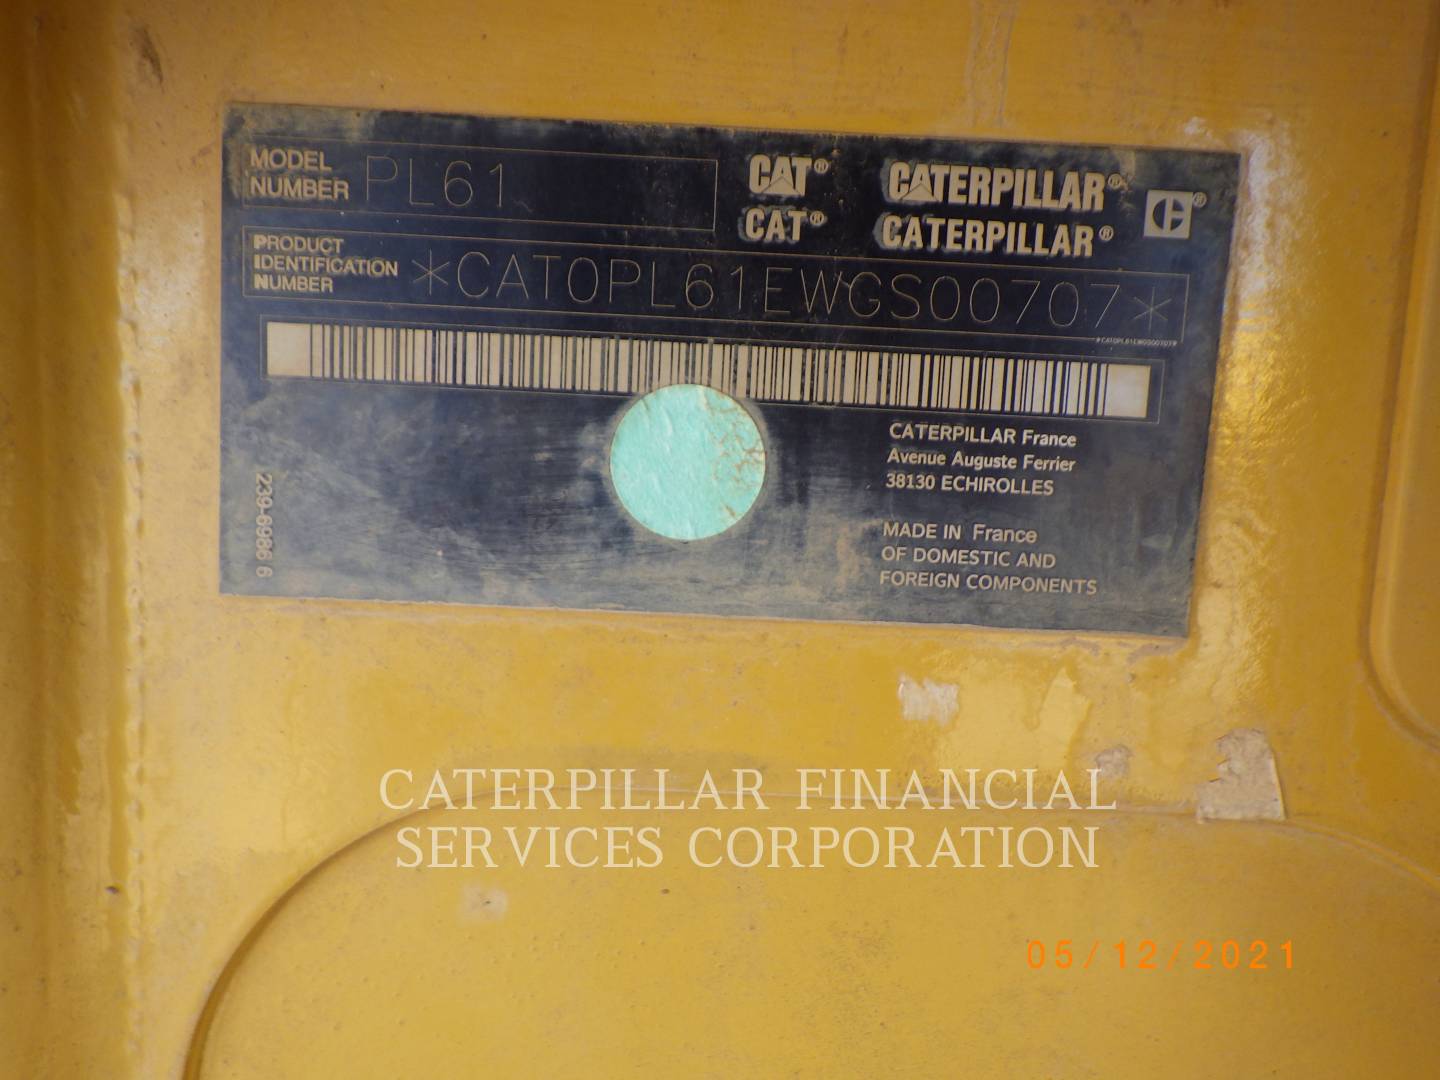 MODEL
NUMBER PL61
CAT® CATERPILLAR®
CAT® CATERPILLAR®
PRODUCT
IDENTIFICATION
NUMBER *CAT0PL61EWGS00707*
CATERPILLAR France
Avenue Auguste Ferrier
38130 ECHIROLLES
MADE IN France
OF DOMESTIC AND
FOREIGN COMPONENTS
239-6986 6
CATERPILLAR FINANCIAL
SERVICES CORPORATION
05/12/2021